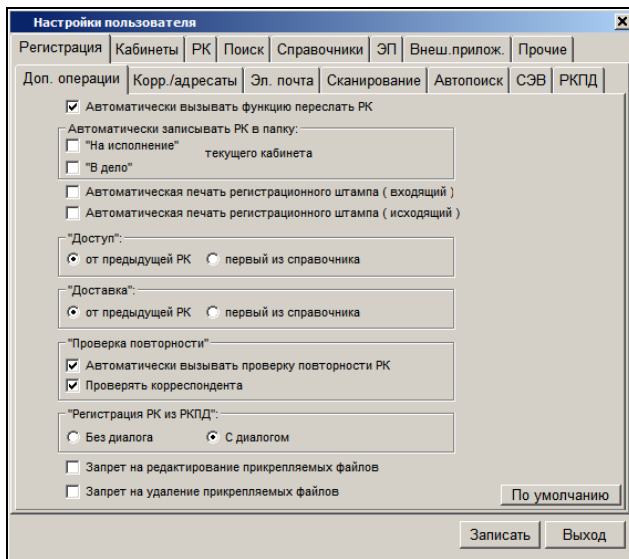 Настройки пользователя
Регистрация Кабинеты РК Поиск Справочники ЭП Внеш.прилож. Прочие
Доп. операции Корр./адресаты Эл. почта Сканирование Автопоиск СЭВ РКПД
Автоматически вызывать функцию переслать РК
Автоматически записывать РК в папку:
"На исполнение"
текущего кабинета
"В дело"
Автоматическая печать регистрационного штампа ( входящий )
Автоматическая печать регистрационного штампа ( исходящий )
"Доступ":
от предыдущей РК первый из справочника
"Доставка":
от предыдущей РК первый из справочника
"Проверка повторности"
Автоматически вызывать проверку повторности РК
Проверять корреспондента
"Регистрация РК из РКПД":
Без диалога С диалогом
Запрет на редактирование прикрепляемых файлов
Запрет на удаление прикрепляемых файлов
По умолчанию
Записать Выход